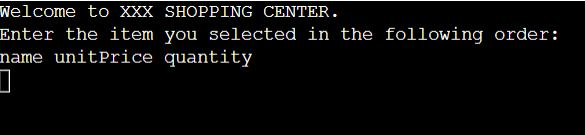 Welcome to XXX SHOPPING CENTER.
Enter the item you selected in the following order:
name unitPrice quantity